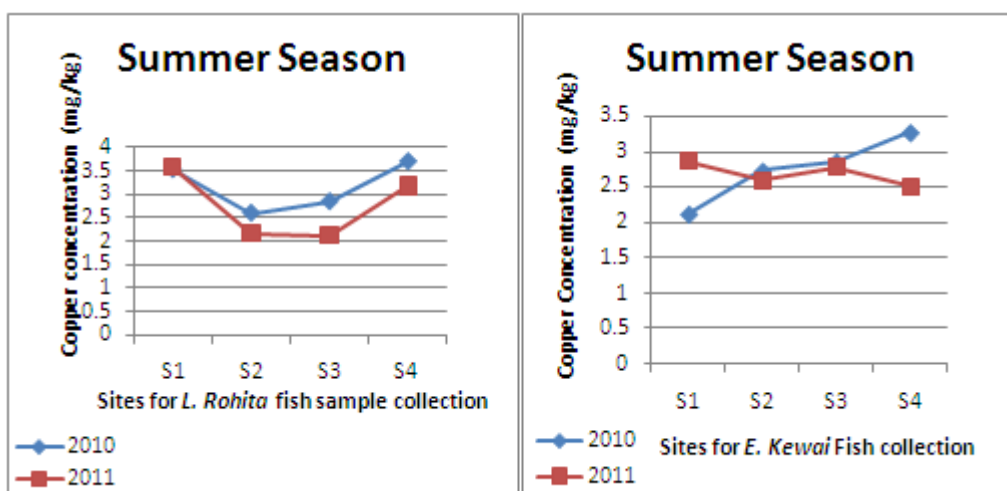 Summer Season
Copper concentration (mg/kg)
4
3.5
3
2.5
2
1.5
1
0.5
0
S1 S2 S3 S4
Sites for L. Rohita fish sample collection
2010
2011
Summer Season
Copper Concentration (mg/kg)
3.5
3
2.5
2
1.5
1
0.5
0
S1 S2 S3 S4
2010
Sites for E. Kewai Fish collection
2011